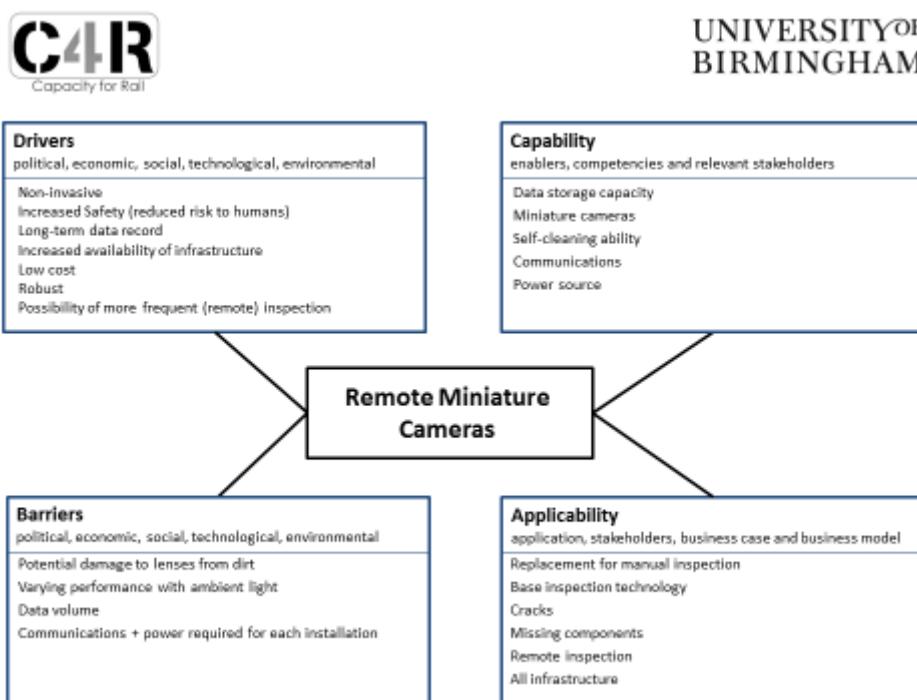 C4R
Capacity for Rail
UNIVERSITY OF
BIRMINGHAM
Drivers
political, economic, social, technological, environmental
Non-invasive
Increased Safety (reduced risk to humans)
Long-term data record
Increased availability of infrastructure
Low cost
Robust
Possibility of more frequent (remote) inspection
Capability
enablers, competencies and relevant stakeholders
Data storage capacity
Miniature cameras
Self-cleaning ability
Communications
Power source
Remote Miniature
Cameras
Barriers
political, economic, social, technological, environmental
Potential damage to lenses from dirt
Varying performance with ambient light
Data volume
Communications + power required for each installation
Applicability
application, stakeholders, business case and business model
Replacement for manual inspection
Base inspection technology
Cracks
Missing components
Remote inspection
All infrastructure